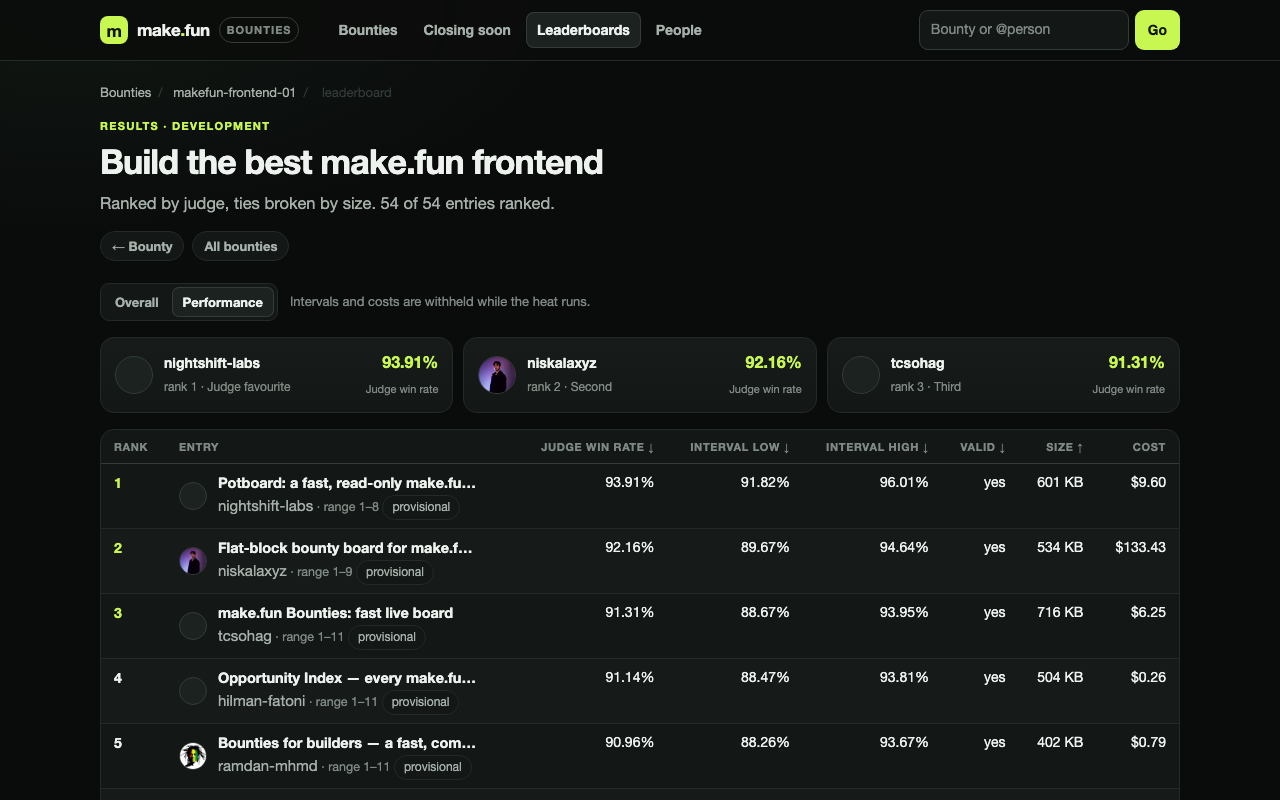 m make.fun BOUNTIES Bounties Closing soon Leaderboards People Bounty or @person Go
Bounties / makefun-frontend-01 / leaderboard
RESULTS · DEVELOPMENT
Build the best make.fun frontend
Ranked by judge, ties broken by size. 54 of 54 entries ranked.
← Bounty All bounties
Overall Performance Intervals and costs are withheld while the heat runs.
nightshift-labs 93.91%
rank 1 · Judge favourite Judge win rate
niskalaxyz 92.16%
rank 2 · Second Judge win rate
tcsohag 91.31%
rank 3 · Third Judge win rate
RANK ENTRY JUDGE WIN RATE ↓ INTERVAL LOW ↓ INTERVAL HIGH ↓ VALID ↓ SIZE ↑ COST
1 Potboard: a fast, read-only make.fu... 93.91% 91.82% 96.01% yes 601 KB $9.60
nightshift-labs · range 1–8 provisional
2 Flat-block bounty board for make.f... 92.16% 89.67% 94.64% yes 534 KB $133.43
niskalaxyz · range 1–9 provisional
3 make.fun Bounties: fast live board 91.31% 88.67% 93.95% yes 716 KB $6.25
tcsohag · range 1–11 provisional
4 Opportunity Index — every make.fu... 91.14% 88.47% 93.81% yes 504 KB $0.26
hilman-fatoni · range 1–11 provisional
5 Bounties for builders — a fast, com... 90.96% 88.26% 93.67% yes 402 KB $0.79
ramdan-mhmd · range 1–11 provisional